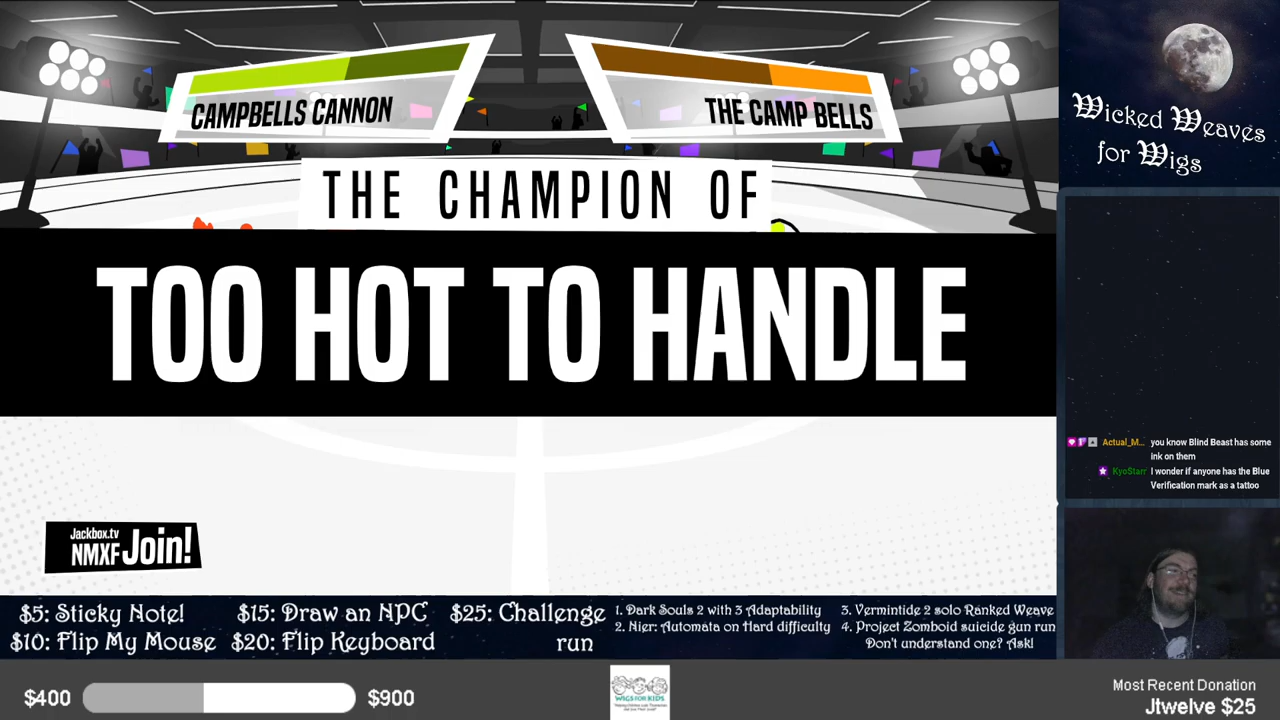 CAMPBELLS CANNON
THE CAMP BELLS
THE CHAMPION OF
TOO HOT TO HANDLE
Jackbox.tv
NMXF Join!
Wicked Weaves
for Wigs
Actual_M... you know Blind Beast has some
ink on them
KyoStarr I wonder if anyone has the Blue
Verification mark as a tattoo
$5: Sticky Note!
$10: Flip My Mouse
$15: Draw an NPC
$20: Flip Keyboard
$25: Challenge
run
1. Dark Souls 2 with 3 Adaptability
2. Nier: Automata on Hard difficulty
3. Vermintide 2 solo Ranked Weave
4. Project Zomboid suicide gun run
Don't understand one? Ask!
$400
$900
WIGS FOR KIDS
Most Recent Donation
Jtwelve $25